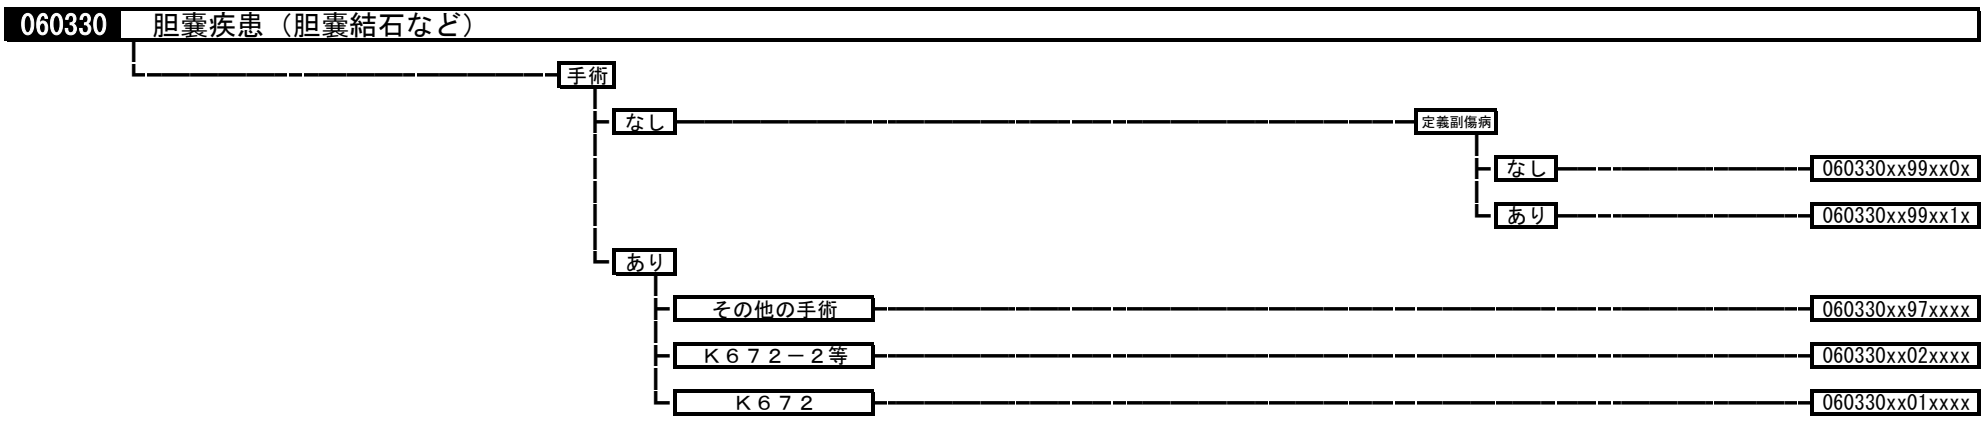 060330 胆嚢疾患（胆嚢結石など）
手術
なし 定義副傷病
なし 060330xx99xx0x
あり 060330xx99xx1x
あり
その他の手術 060330xx97xxxx
Ｋ６７２－２等 060330xx02xxxx
Ｋ６７２ 060330xx01xxxx